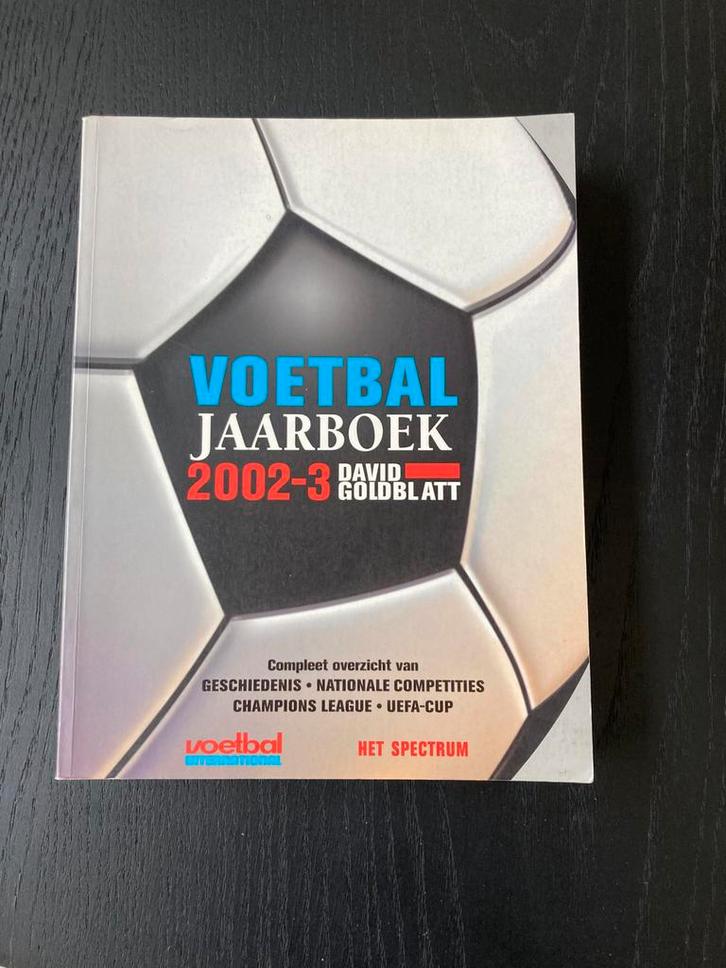 VOETBAL
JAARBOEK
2002-3 DAVID GOLDBLATT
Compleet overzicht van
GESCHIEDENIS • NATIONALE COMPETITIES
CHAMPIONS LEAGUE • UEFA-CUP
voetbal
INTERNATIONAL
HET SPECTRUM